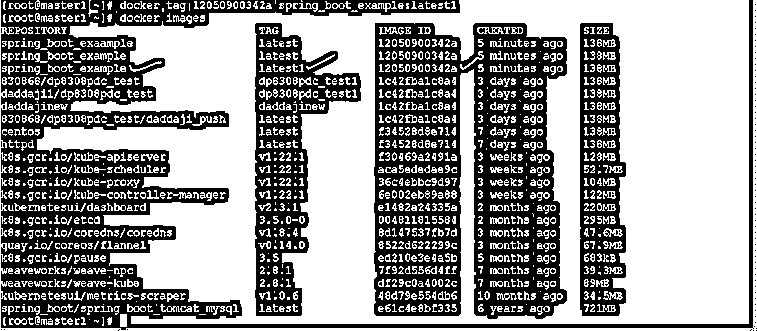 [root@master1 ~]# docker tag 12050900342a spring_boot_example:latest1
[root@master1 ~]# docker images
REPOSITORY TAG IMAGE ID CREATED SIZE
spring_boot_exaample latest 12050900342a 5 minutes ago 138MB
spring_boot_example latest 12050900342a 5 minutes ago 138MB
spring_boot_example latest1 12050900342a 5 minutes ago 138MB
830868/dp8308pdc_test dp8308pdc_test1 1c42fba1c8a4 3 days ago 138MB
daddaji1/dp8308pdc_test dp8308pdc_test1 1c42fba1c8a4 3 days ago 138MB
daddajinew daddajinew 1c42fba1c8a4 3 days ago 138MB
830868/dp8308pdc_test/daddaji_push latest 1c42fba1c8a4 3 days ago 138MB
centos latest f34528d8e714 7 days ago 138MB
httpd latest f34528d8e714 7 days ago 138MB
k8s.gcr.io/kube-apiserver v1.22.1 f30469a2491a 3 weeks ago 128MB
k8s.gcr.io/kube-scheduler v1.22.1 aca5ededae9c 3 weeks ago 52.7MB
k8s.gcr.io/kube-proxy v1.22.1 36c4ebbc9d97 3 weeks ago 104MB
k8s.gcr.io/kube-controller-manager v1.22.1 6e002eb89a88 3 weeks ago 122MB
kubernetesui/dashboard v2.3.1 e1482a24335a 2 months ago 220MB
k8s.gcr.io/etcd 3.5.0-0 004811815584 2 months ago 295MB
k8s.gcr.io/coredns/coredns v1.8.4 8d147537fb7d 3 months ago 47.6MB
quay.io/coreos/flannel v0.14.0 8522d622299c 3 months ago 67.9MB
k8s.gcr.io/pause 3.5 ed210e3e4a5b 5 months ago 683kB
weaveworks/weave-npc 2.8.1 7f92d556d4ff 7 months ago 39.3MB
weaveworks/weave-kube 2.8.1 df29c0a4002c 7 months ago 89MB
kubernetesui/metrics-scraper v1.0.6 48d79e554db6 10 months ago 34.5MB
spring_boot/spring_boot_tomcat_mysql latest e61c4e8bf335 6 years ago 721MB
[root@master1 ~]#